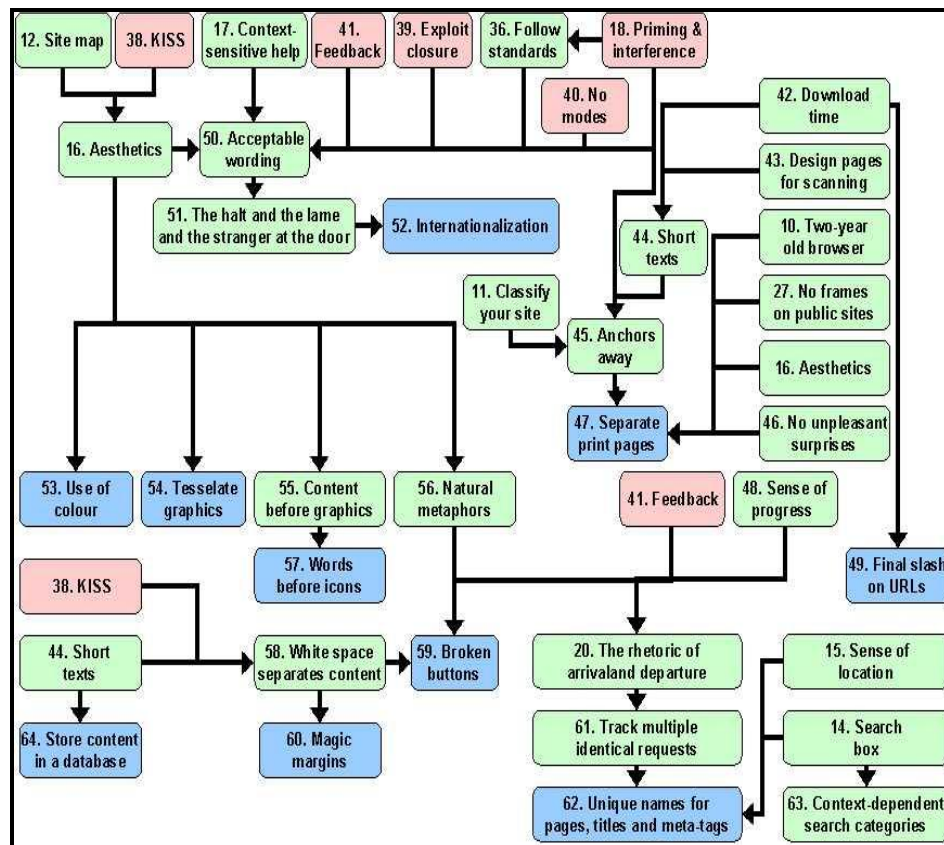 12. Site map
38. KISS
17. Context-
sensitive help
41.
Feedback
39. Exploit
closure
36. Follow
standards
18. Priming &
interference
40. No
modes
42. Download
time
16. Aesthetics
50. Acceptable
wording
43. Design pages
for scanning
51. The halt and the lame
and the stranger at the door
52. Internationalization
44. Short
texts
10. Two-year
old browser
11. Classify
your site
27. No frames
on public sites
45. Anchors
away
16. Aesthetics
47. Separate
print pages
46. No unpleasant
surprises
53. Use of
colour
54. Tesselate
graphics
55. Content
before graphics
56. Natural
metaphors
41. Feedback
48. Sense of
progress
57. Words
before icons
49. Final slash
on URLs
38. KISS
44. Short
texts
58. White space
separates content
59. Broken
buttons
20. The rhetoric of
arrivaland departure
15. Sense of
location
64. Store content
in a database
60. Magic
margins
61. Track multiple
identical requests
14. Search
box
62. Unique names for
pages, titles and meta-tags
63. Context-dependent
search categories